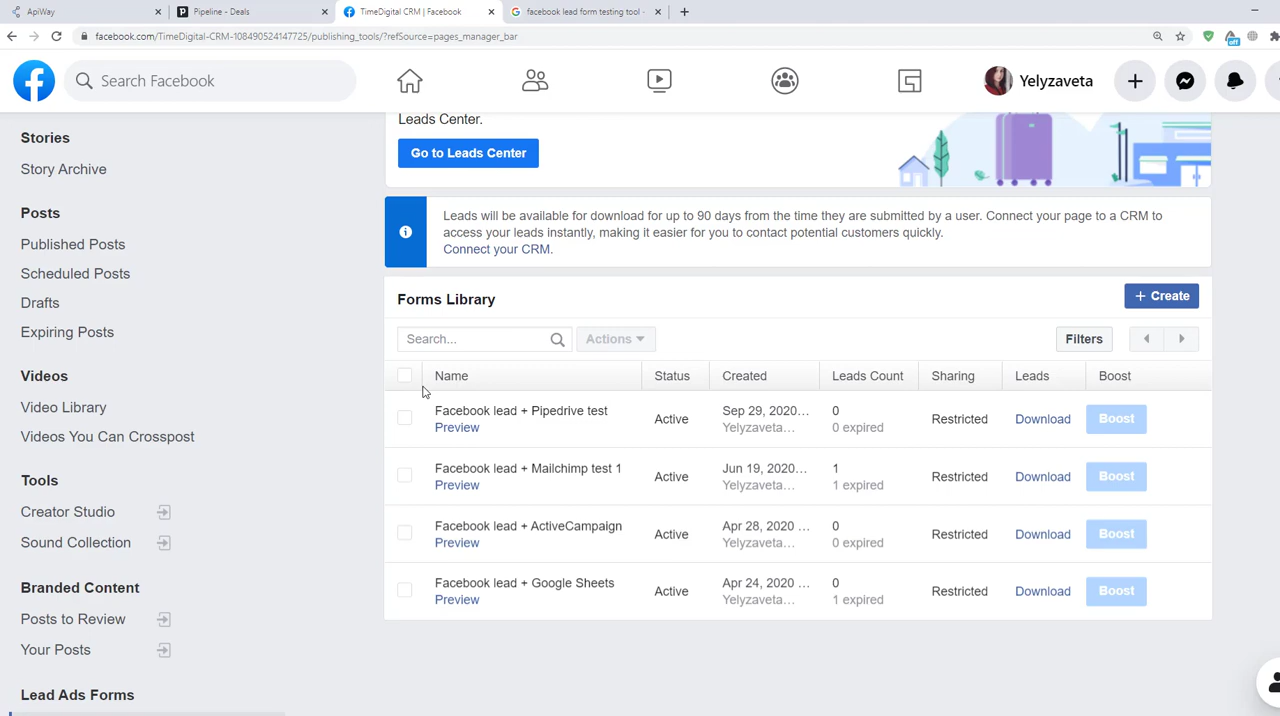 ApiWay
Pipeline - Deals
TimeDigital CRM | Facebook
facebook lead form testing tool -
facebook.com/TimeDigital-CRM-108490524147725/publishing_tools/?refSource=pages_manager_bar
off
Search Facebook
Yelyzaveta
Stories
Story Archive
Posts
Published Posts
Scheduled Posts
Drafts
Expiring Posts
Videos
Video Library
Videos You Can Crosspost
Tools
Creator Studio
Sound Collection
Branded Content
Posts to Review
Your Posts
Lead Ads Forms
Leads Center.
Go to Leads Center
Leads will be available for download for up to 90 days from the time they are submitted by a user. Connect your page to a CRM to
access your leads instantly, making it easier for you to contact potential customers quickly.
Connect your CRM.
Forms Library
+ Create
Search...
Actions
Filters
Name Status Created Leads Count Sharing Leads Boost
Facebook lead + Pipedrive test
Preview
Active
Sep 29, 2020...
Yelyzaveta...
0
0 expired
Restricted
Download
Boost
Facebook lead + Mailchimp test 1
Preview
Active
Jun 19, 2020...
Yelyzaveta...
1
1 expired
Restricted
Download
Boost
Facebook lead + ActiveCampaign
Preview
Active
Apr 28, 2020 ...
Yelyzaveta...
0
0 expired
Restricted
Download
Boost
Facebook lead + Google Sheets
Preview
Active
Apr 24, 2020 ...
Yelyzaveta...
0
1 expired
Restricted
Download
Boost